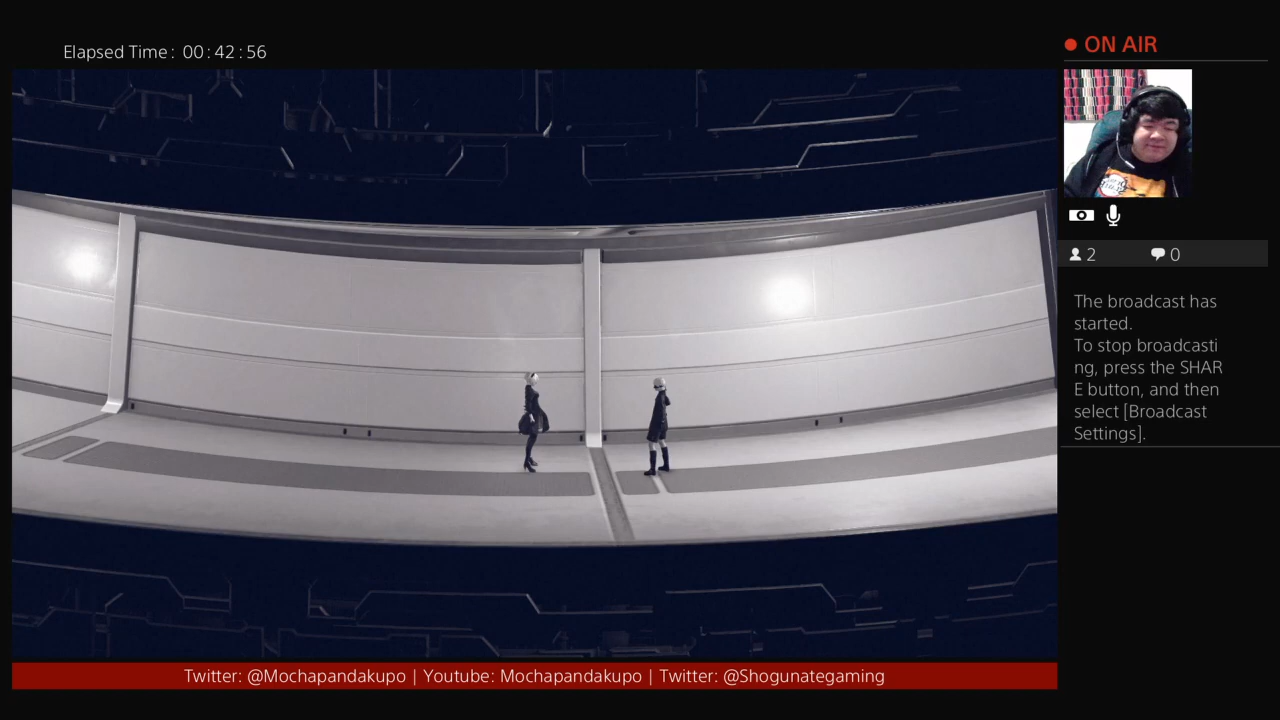 Elapsed Time: 00:42:56
ON AIR
2
0
The broadcast has
started.
To stop broadcasti
ng, press the SHAR
E button, and then
select [Broadcast
Settings].
Twitter: @Mochapandakupo | Youtube: Mochapandakupo | Twitter: @Shogunategaming